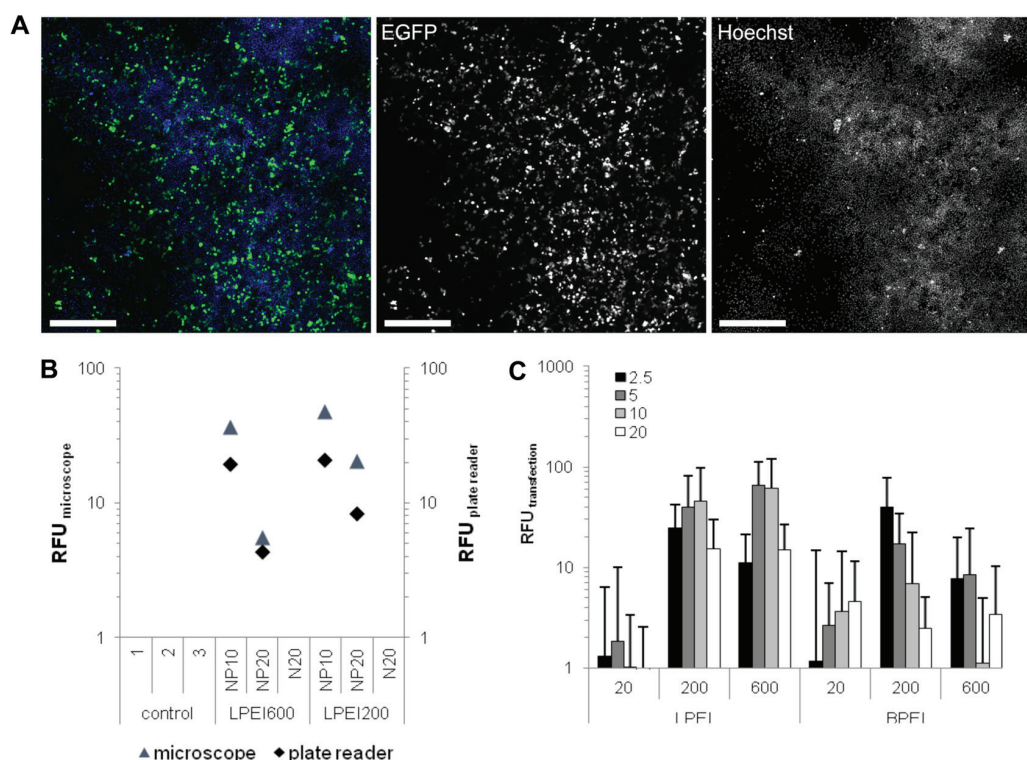 A
EGFP
Hoechst
B
100
100
RFU microscope
RFU plate reader
10
10
1
1
1
2
3
NP10
NP20
N20
NP10
NP20
N20
control
LPEI600
LPEI200
microscope
plate reader
C
1000
2.5
5
10
20
100
RFU transfection
10
1
20
200
600
20
200
600
LPEI
BPEI